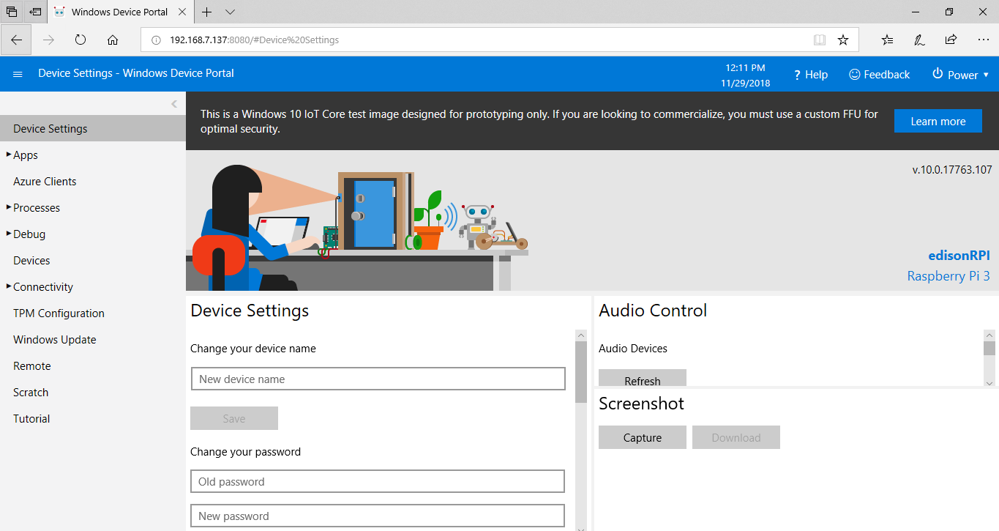 Windows Device Portal
192.168.7.137:8080/#Device%20Settings
Device Settings - Windows Device Portal
12:11 PM
11/29/2018
? Help
Feedback
Power
This is a Windows 10 IoT Core test image designed for prototyping only. If you are looking to commercialize, you must use a custom FFU for
optimal security.
Learn more
Device Settings
Apps
Azure Clients
Processes
Debug
Devices
Connectivity
TPM Configuration
Windows Update
Remote
Scratch
Tutorial
v.10.0.17763.107
edisonRPI
Raspberry Pi 3
Device Settings
Change your device name
New device name
Save
Change your password
Old password
New password
Audio Control
Audio Devices
Refresh
Screenshot
Capture
Download